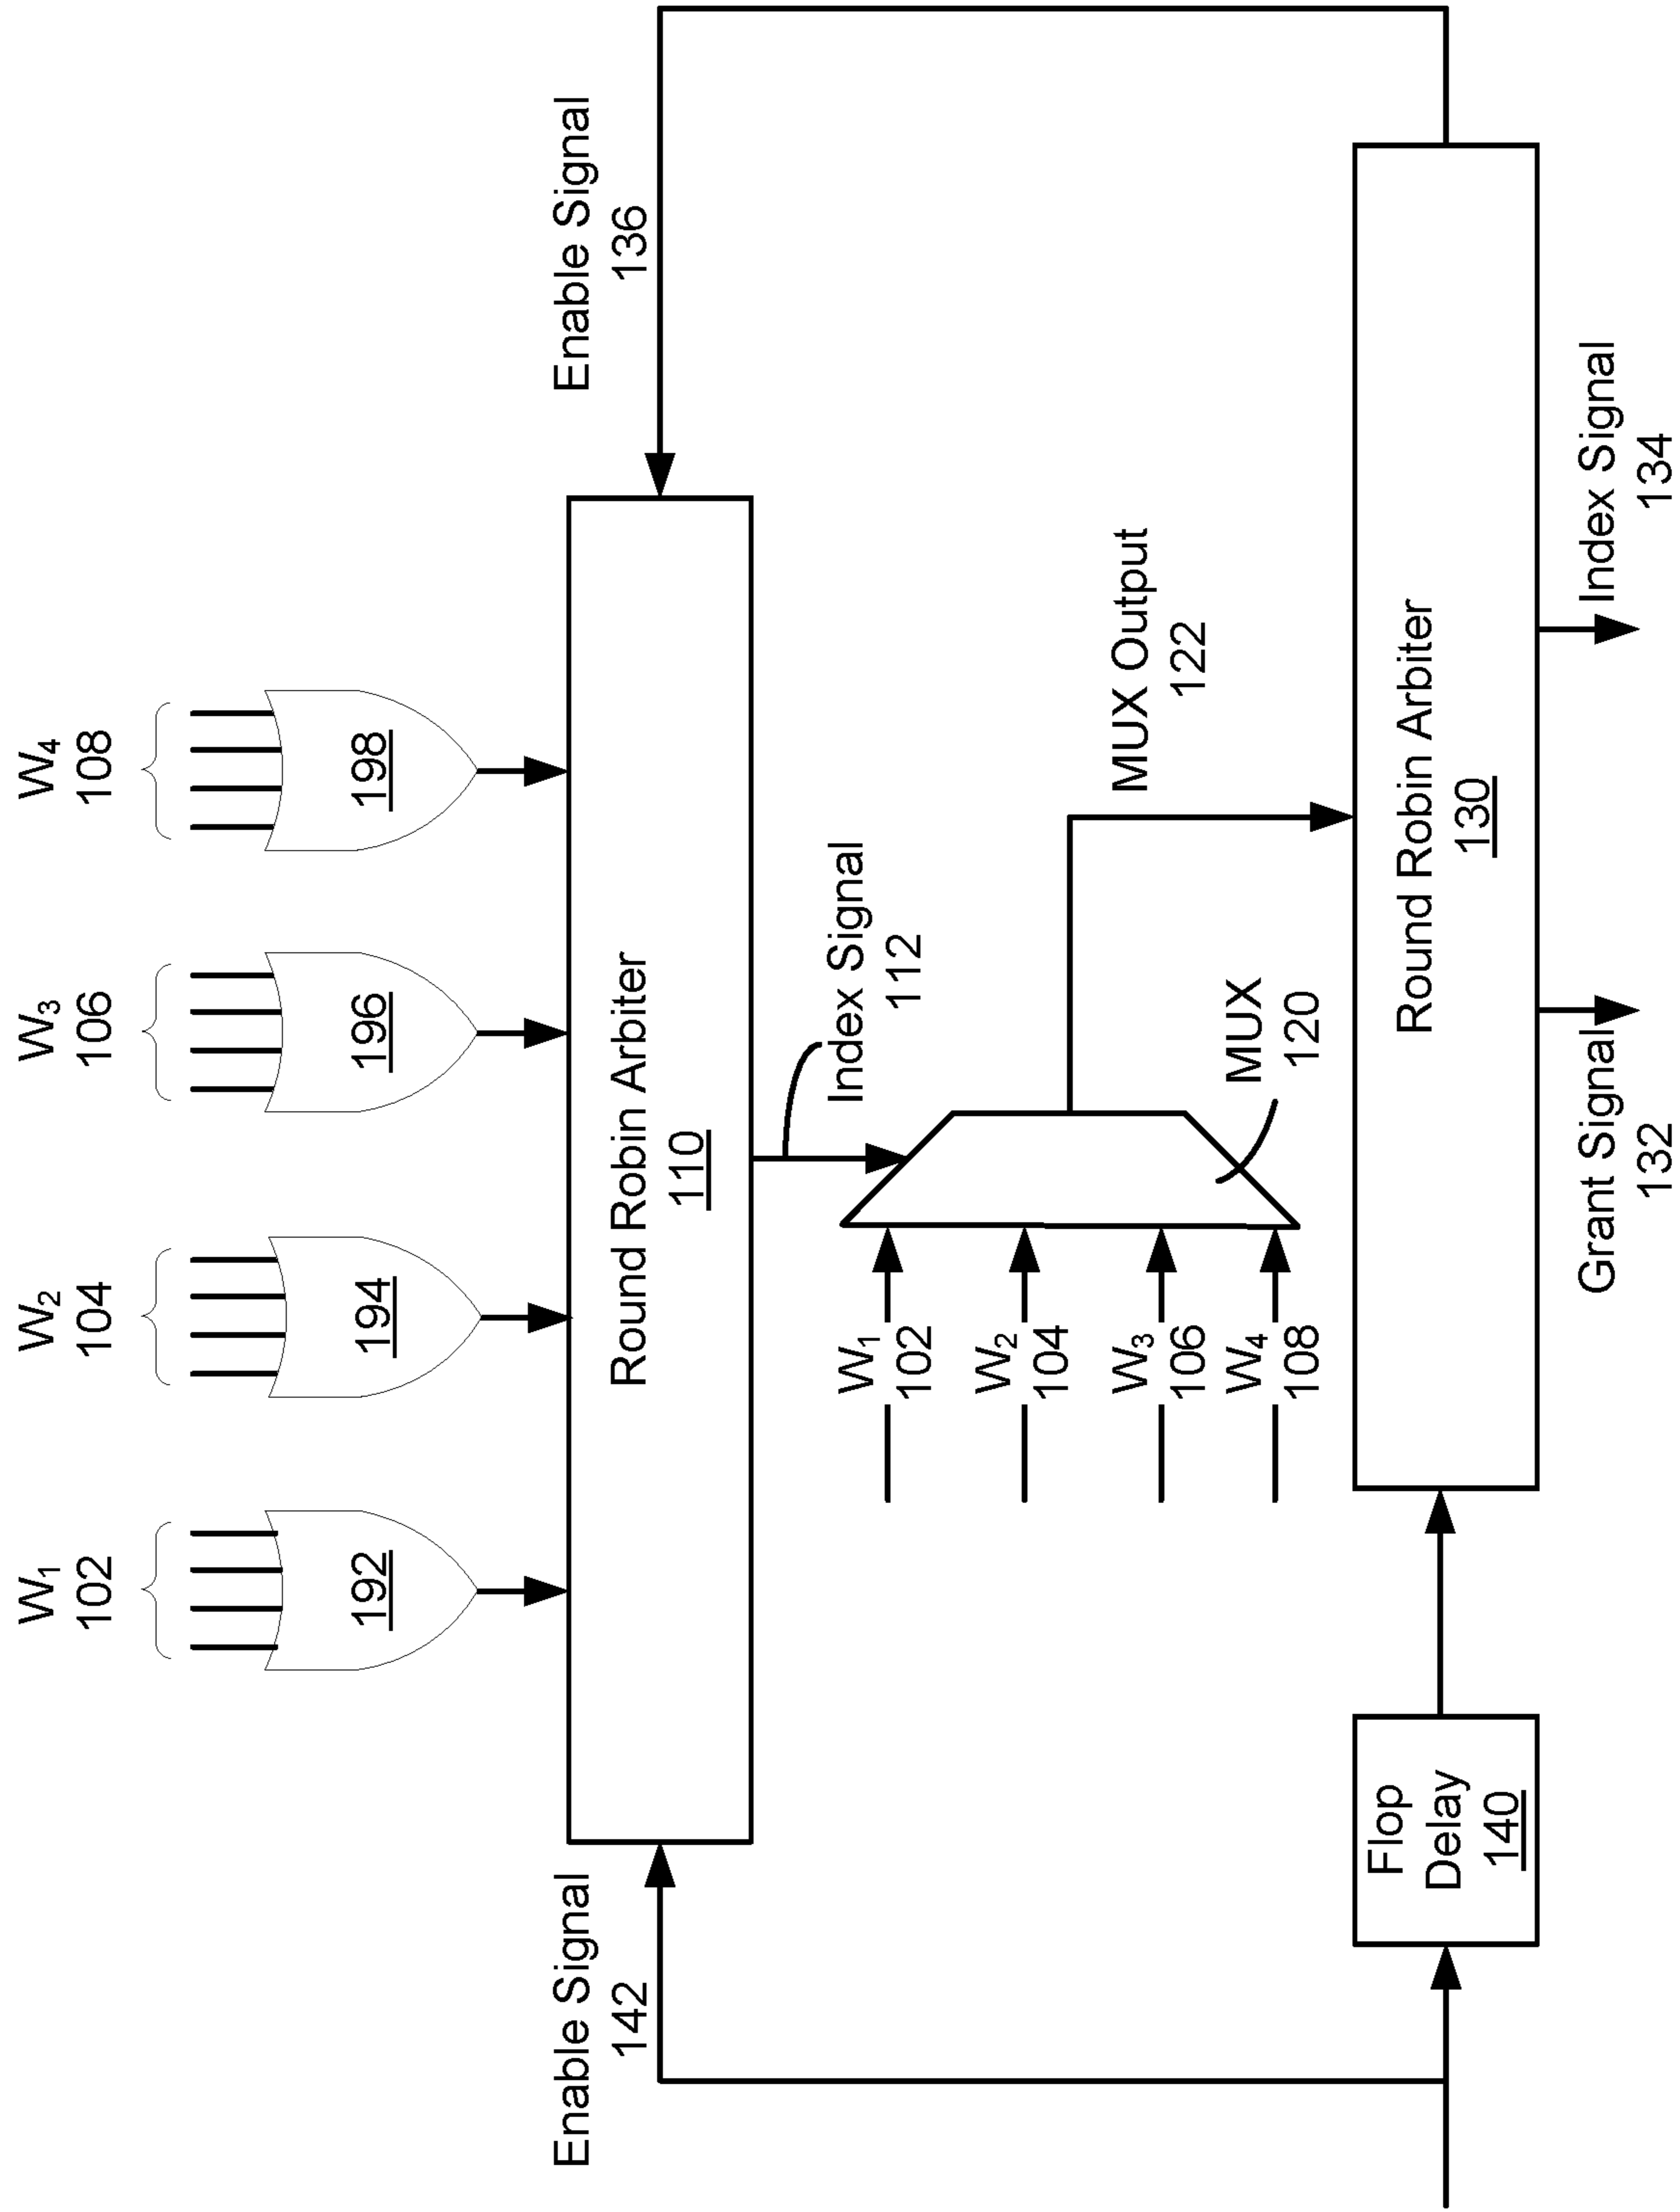 W1
102
W2
104
W3
106
W4
108
192
194
196
198
Enable Signal
142
Enable Signal
136
Round Robin Arbiter
110
Index Signal
112
W1
102
W2
104
W3
106
W4
108
MUX
120
MUX Output
122
Flop
Delay
140
Round Robin Arbiter
130
Grant Signal
132
Index Signal
134